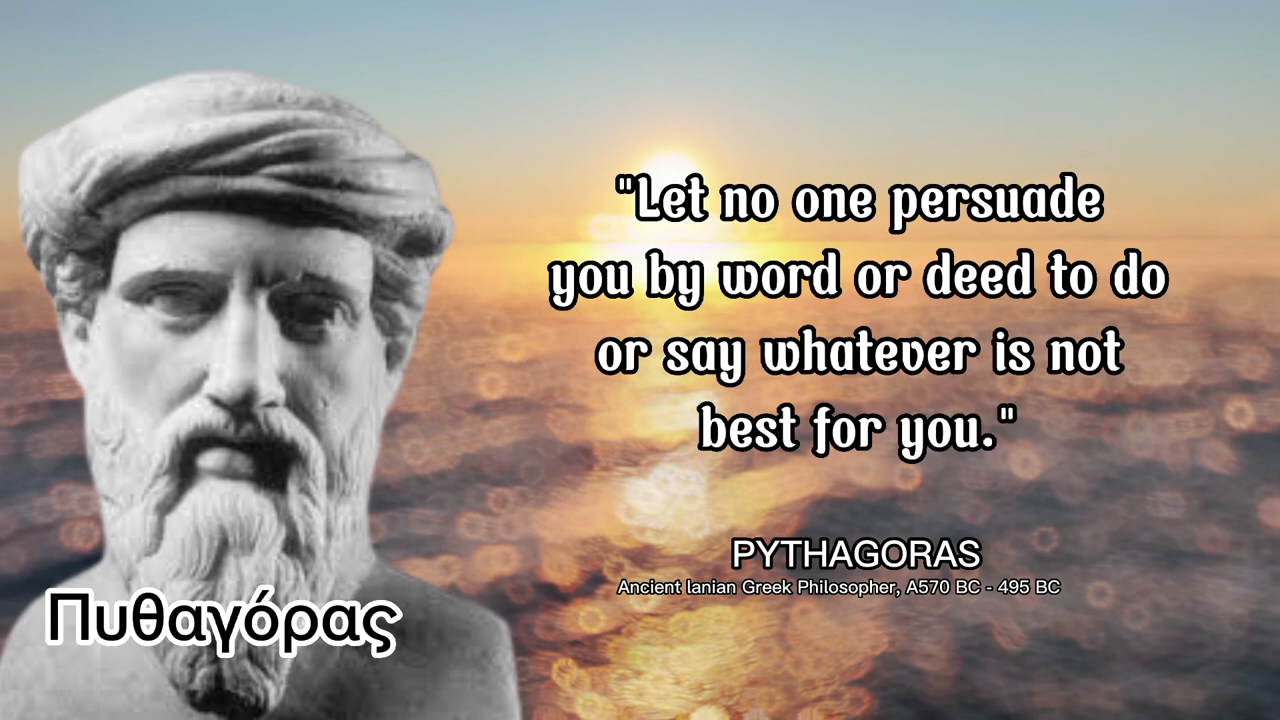 "Let no one persuade
you by word or deed to do
or say whatever is not
best for you."
PYTHAGORAS
Ancient lanian Greek Philosopher, A570 BC - 495 BC
Πυθαγόρας